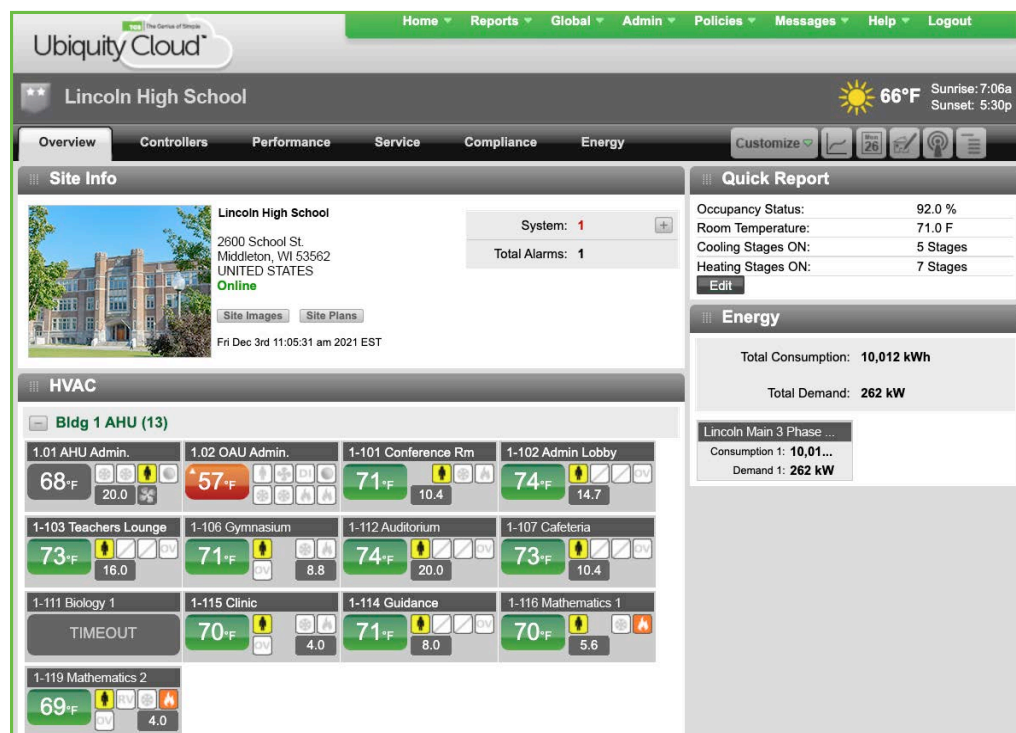 TCS The Genius of Simple
Ubiquity Cloud
Home Reports Global Admin Policies Messages Help Logout
Lincoln High School
66°F
Sunrise: 7:06a
Sunset: 5:30p
Overview Controllers Performance Service Compliance Energy
Customize
Mon
26
Site Info
Lincoln High School
2600 School St.
Middleton, WI 53562
UNITED STATES
Online
Site Images Site Plans
Fri Dec 3rd 11:05:31 am 2021 EST
System: 1 +
Total Alarms: 1
Quick Report
Occupancy Status: 92.0 %
Room Temperature: 71.0 F
Cooling Stages ON: 5 Stages
Heating Stages ON: 7 Stages
Edit
Energy
Total Consumption: 10,012 kWh
Total Demand: 262 kW
Lincoln Main 3 Phase ...
Consumption 1: 10,01...
Demand 1: 262 kW
HVAC
Bldg 1 AHU (13)
1.01 AHU Admin.
68°F
20.0
1.02 OAU Admin.
57°F
DI
1-101 Conference Rm
71°F
10.4
1-102 Admin Lobby
74°F OV
14.7
1-103 Teachers Lounge
73°F OV
16.0
1-106 Gymnasium
71°F
OV 8.8
1-112 Auditorium
74°F OV
20.0
1-107 Cafeteria
73°F OV
10.4
1-111 Biology 1
TIMEOUT
1-115 Clinic
70°F
OV 4.0
1-114 Guidance
71°F OV
8.0
1-116 Mathematics 1
70°F
5.6
1-119 Mathematics 2
69°F RV
OV 4.0